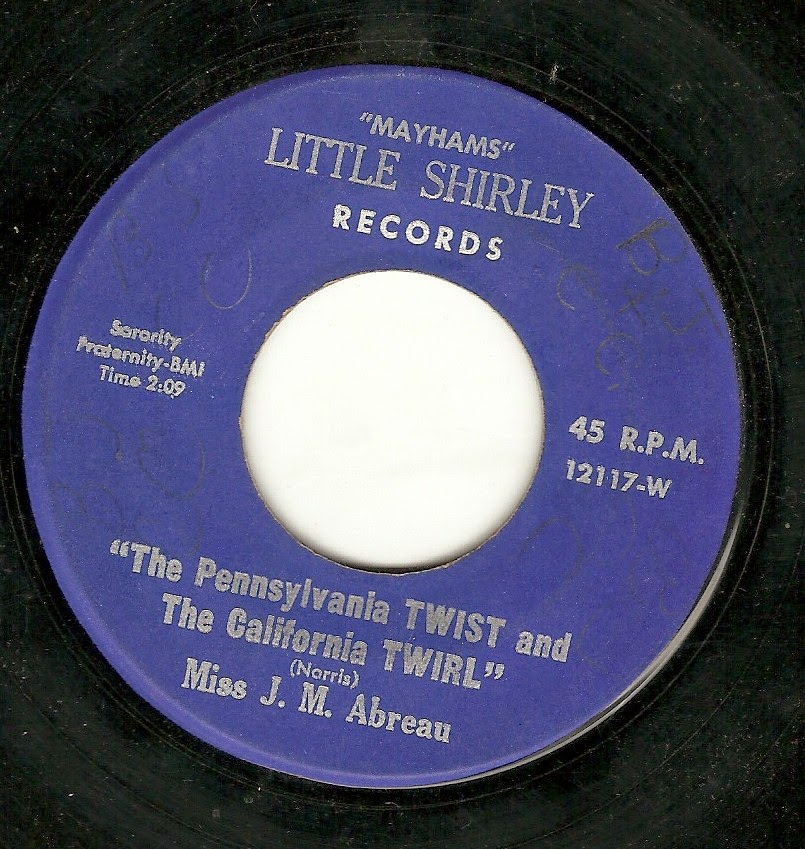 "MAYHAMS"
LITTLE SHIRLEY
RECORDS
Sorority
Fraternity-BMI
Time 2:09
45 R.P.M.
12117-W
"The Pennsylvania TWIST and
The California TWIRL"
(Norris)
Miss J. M. Abreau